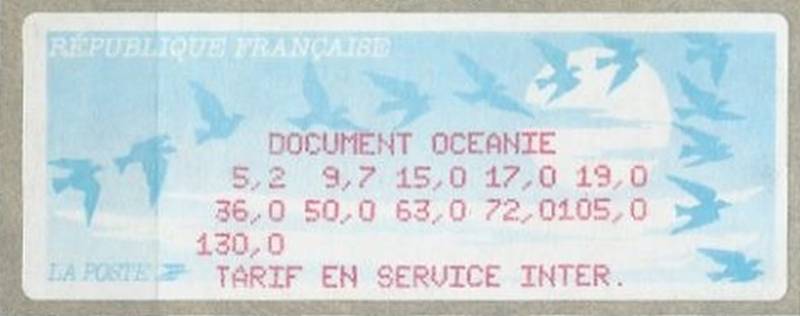 RÉPUBLIQUE FRANÇAISE
DOCUMENT OCEANIE
5,2 9,7 15,0 17,0 19,0
36,0 50,0 63,0 72,0105,0
130,0
LA POSTE TARIF EN SERVICE INTER.